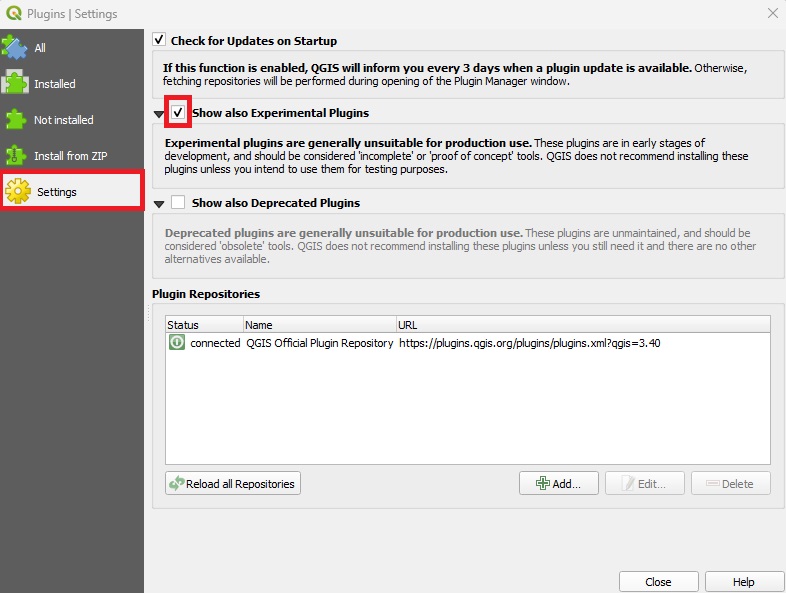 Plugins | Settings
All
Installed
Not installed
Install from ZIP
Settings
Check for Updates on Startup
If this function is enabled, QGIS will inform you every 3 days when a plugin update is available. Otherwise,
fetching repositories will be performed during opening of the Plugin Manager window.
Show also Experimental Plugins
Experimental plugins are generally unsuitable for production use. These plugins are in early stages of
development, and should be considered 'incomplete' or 'proof of concept' tools. QGIS does not recommend installing these
plugins unless you intend to use them for testing purposes.
Show also Deprecated Plugins
Deprecated plugins are generally unsuitable for production use. These plugins are unmaintained, and should be
considered 'obsolete' tools. QGIS does not recommend installing these plugins unless you still need it and there are no other
alternatives available.
Plugin Repositories
Status Name URL
connected QGIS Official Plugin Repository https://plugins.qgis.org/plugins/plugins.xml?qgis=3.40
Reload all Repositories Add... Edit... Delete
Close Help